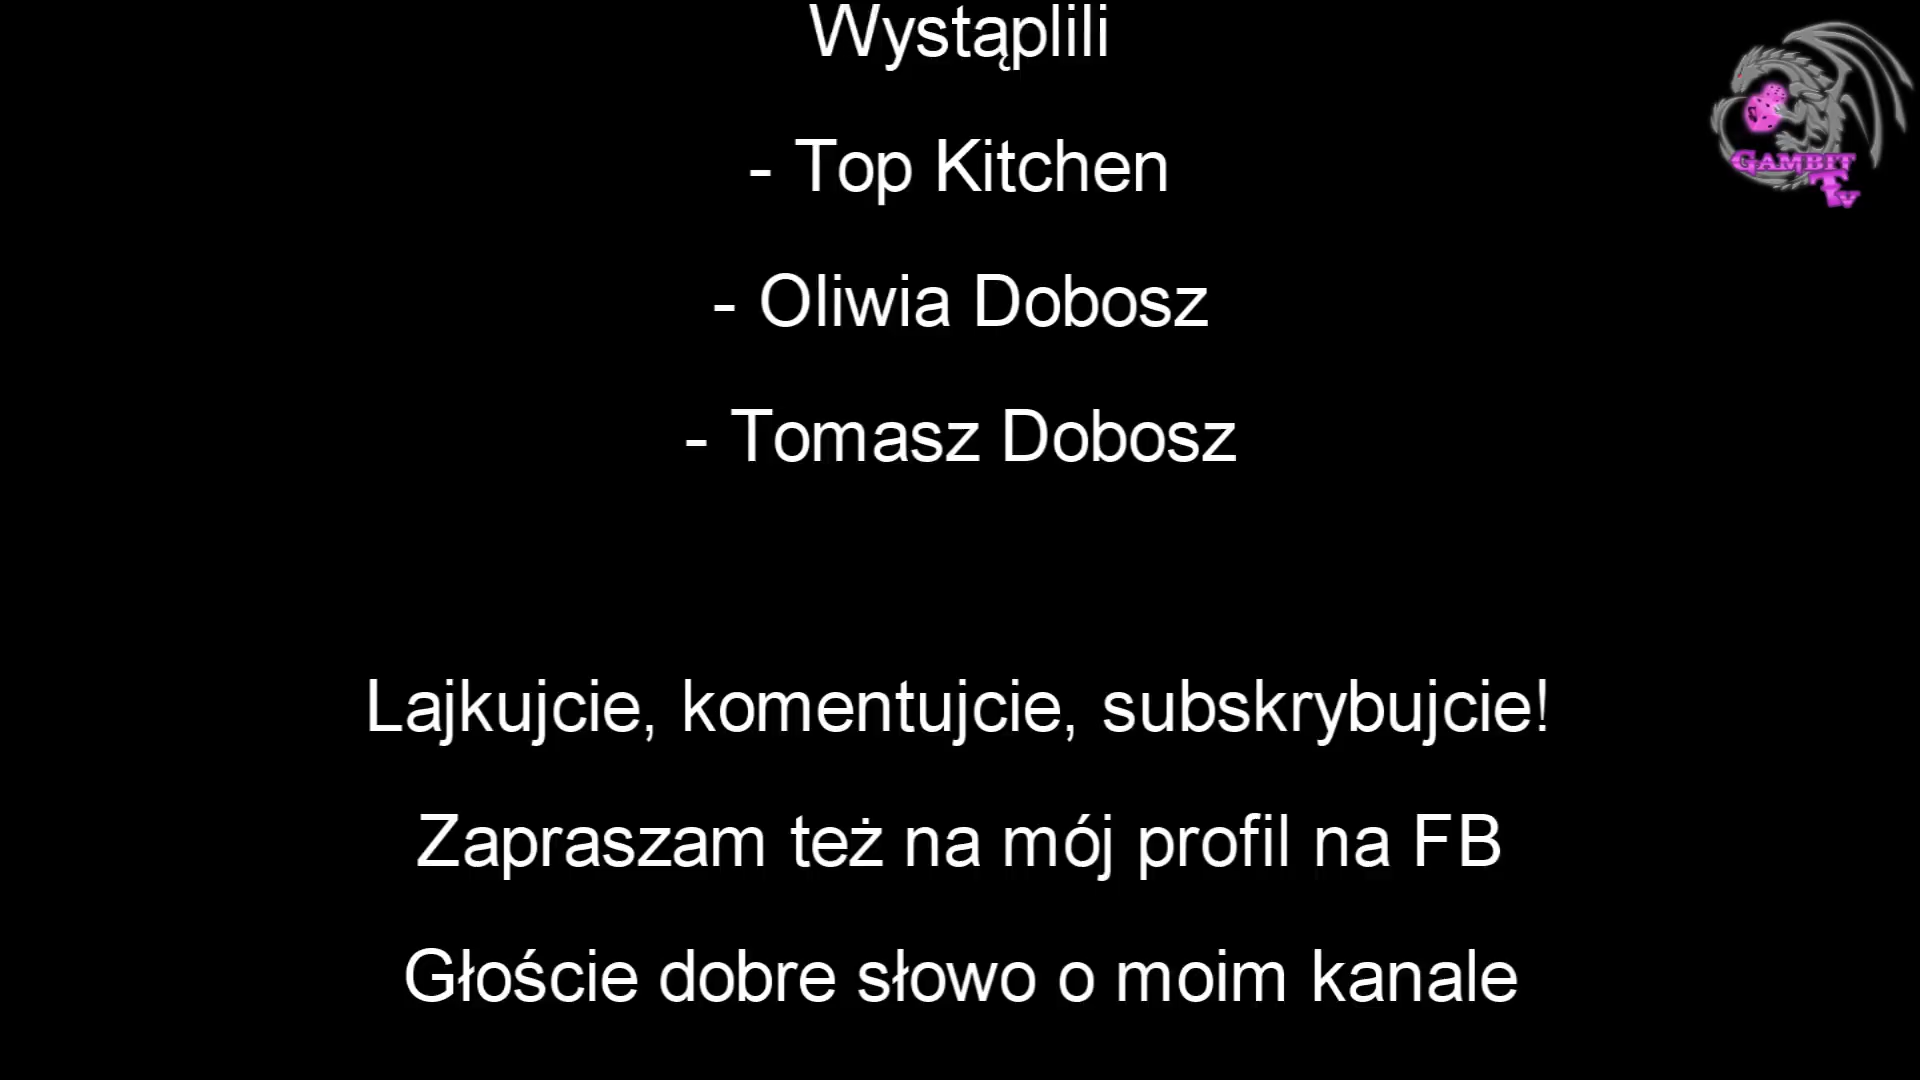 Wystąplili
- Top Kitchen
- Oliwia Dobosz
- Tomasz Dobosz
Lajkujcie, komentujcie, subskrybujcie!
Zapraszam też na mój profil na FB
Głoście dobre słowo o moim kanale
GAMBIT
TV